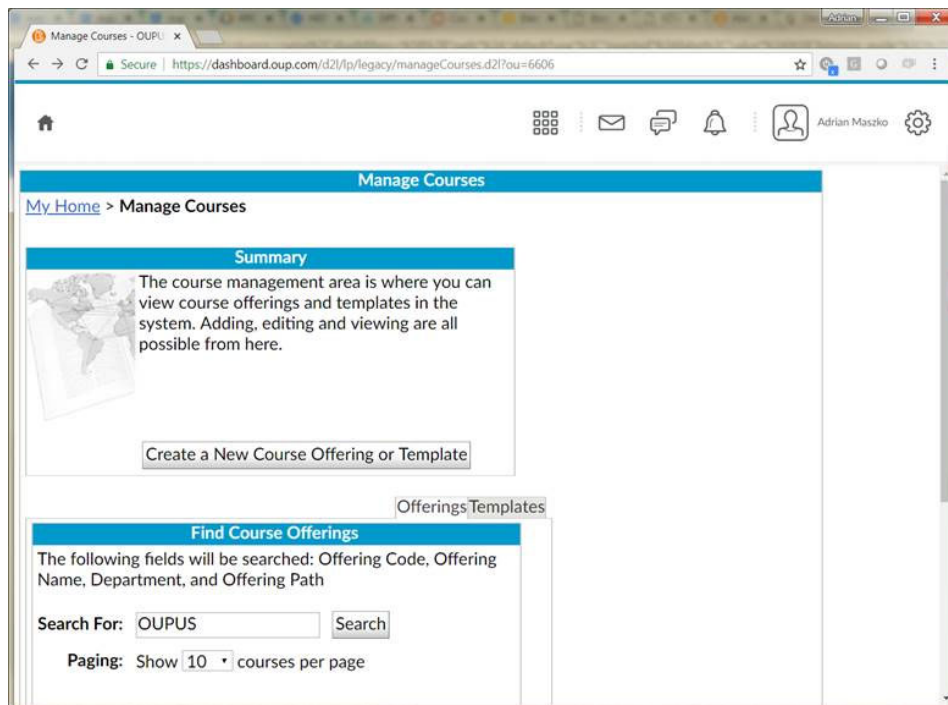 Adrian
Manage Courses - OUPU
Secure | https://dashboard.oup.com/d2l/lp/legacy/manageCourses.d2l?ou=6606
Adrian Maszko
Manage Courses
My Home > Manage Courses
Summary
The course management area is where you can
view course offerings and templates in the
system. Adding, editing and viewing are all
possible from here.
Create a New Course Offering or Template
Offerings Templates
Find Course Offerings
The following fields will be searched: Offering Code, Offering
Name, Department, and Offering Path
Search For: OUPUS Search
Paging: Show 10 courses per page